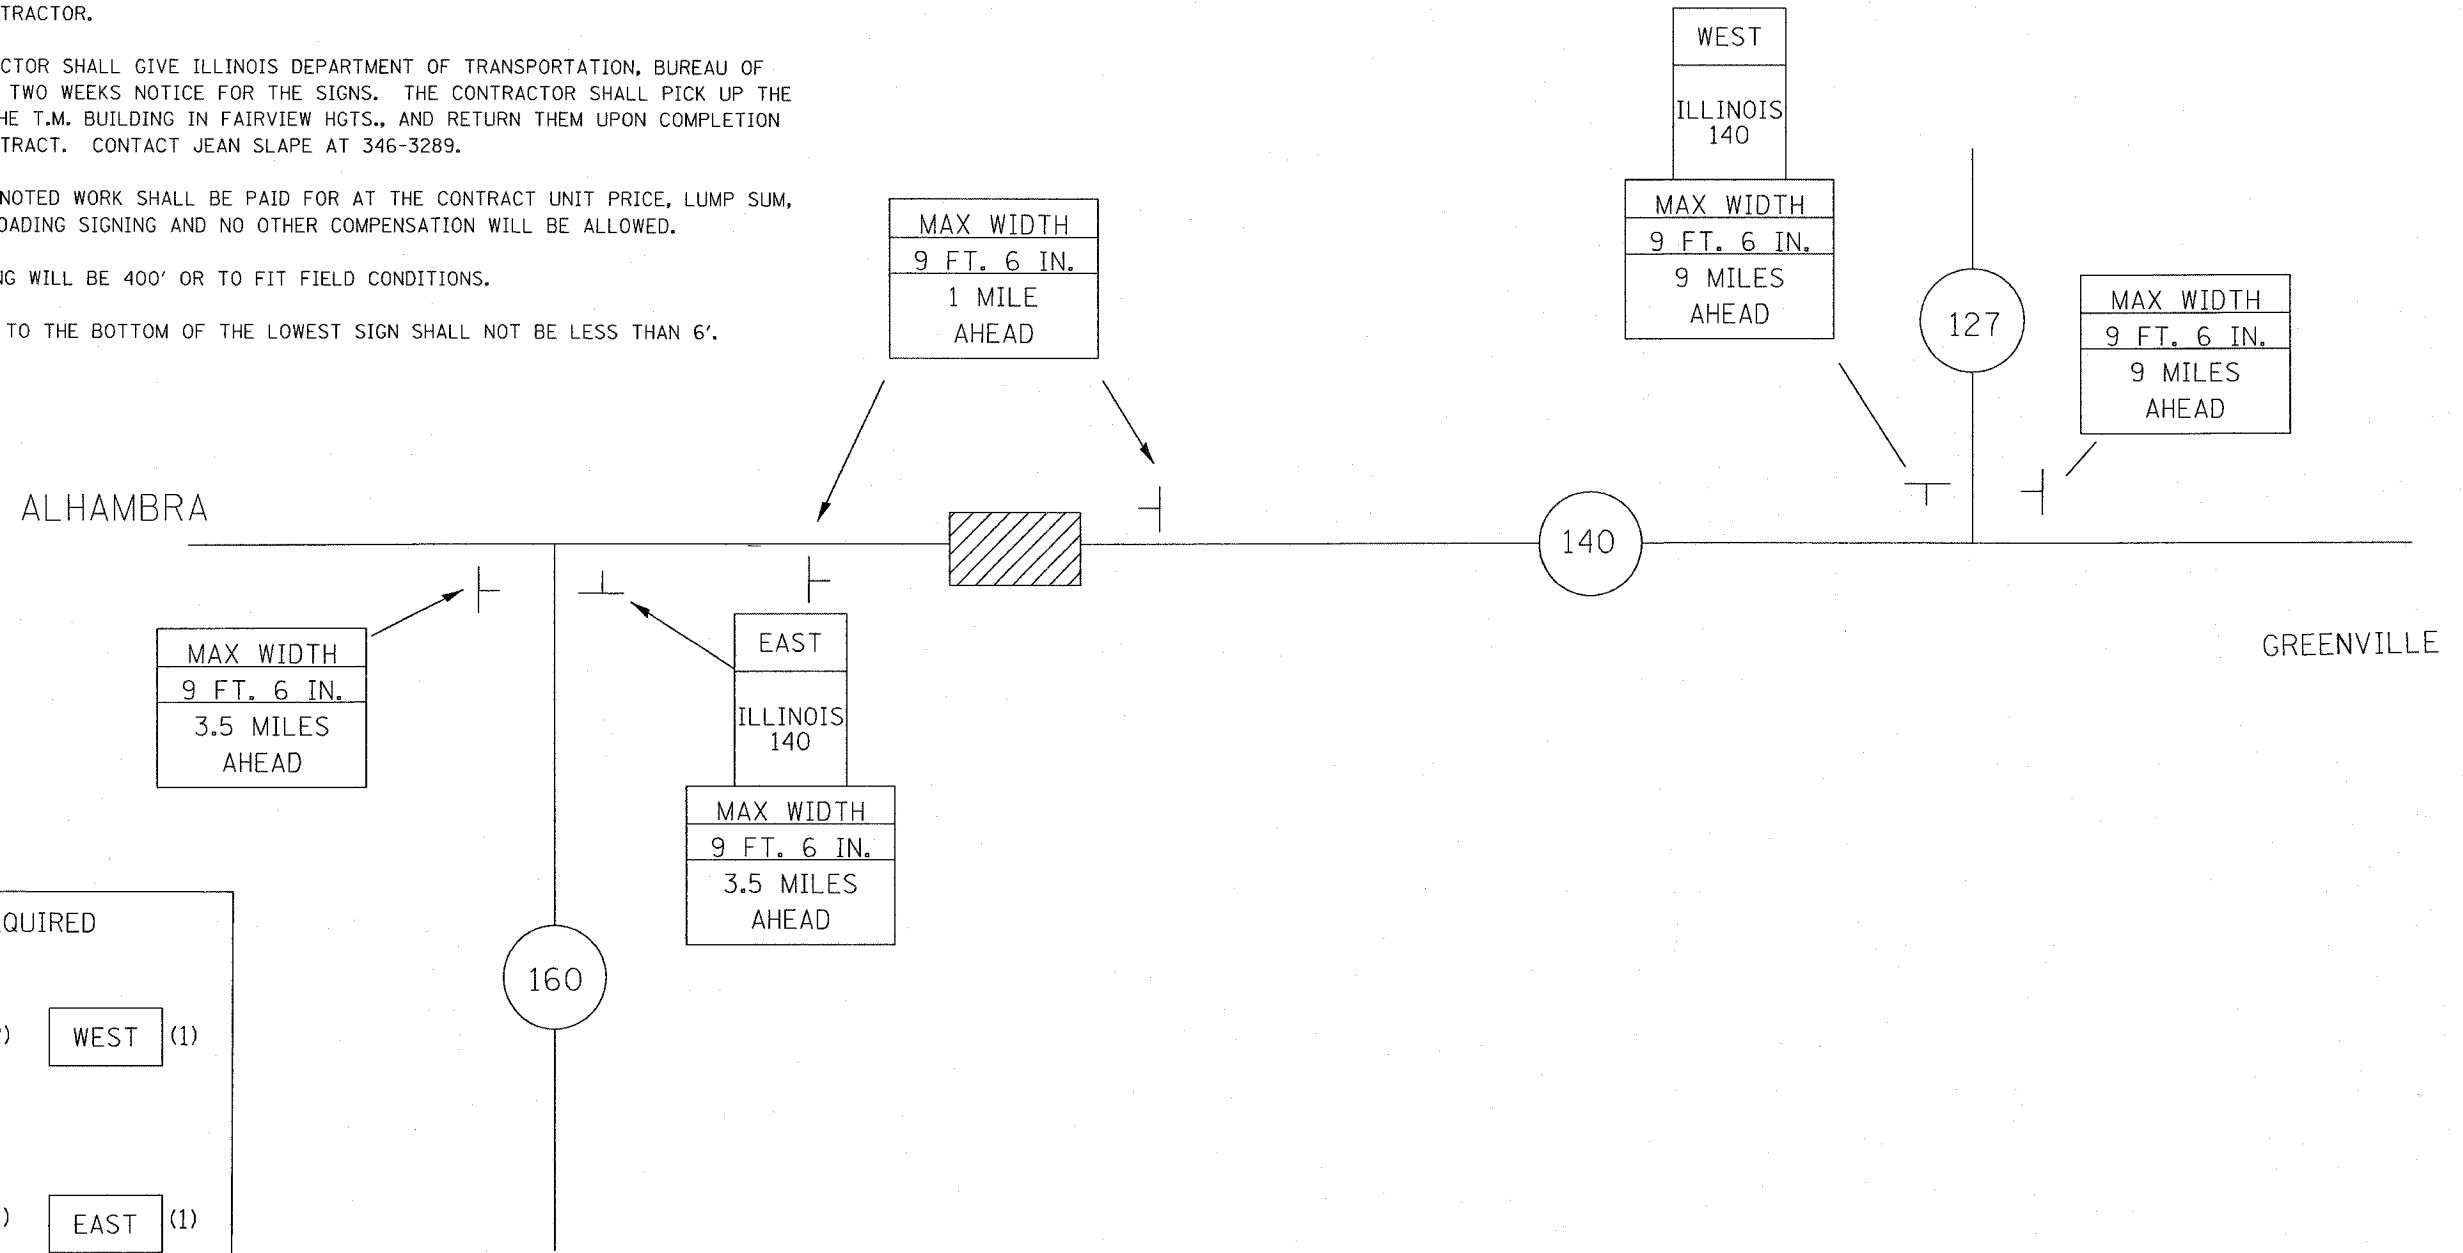 TRACTOR.
CTOR SHALL GIVE ILLINOIS DEPARTMENT OF TRANSPORTATION, BUREAU OF
TWO WEEKS NOTICE FOR THE SIGNS. THE CONTRACTOR SHALL PICK UP THE
HE T.M. BUILDING IN FAIRVIEW HGTS., AND RETURN THEM UPON COMPLETION
TRACT. CONTACT JEAN SLAPE AT 346-3289.
NOTED WORK SHALL BE PAID FOR AT THE CONTRACT UNIT PRICE, LUMP SUM,
OADING SIGNING AND NO OTHER COMPENSATION WILL BE ALLOWED.
NG WILL BE 400' OR TO FIT FIELD CONDITIONS.
TO THE BOTTOM OF THE LOWEST SIGN SHALL NOT BE LESS THAN 6'.
MAX WIDTH
9 FT. 6 IN.
1 MILE
AHEAD
WEST
ILLINOIS
140
MAX WIDTH
9 FT. 6 IN.
9 MILES
AHEAD
127
MAX WIDTH
9 FT. 6 IN.
9 MILES
AHEAD
ALHAMBRA
140
GREENVILLE
MAX WIDTH
9 FT. 6 IN.
3.5 MILES
AHEAD
EAST
ILLINOIS
140
MAX WIDTH
9 FT. 6 IN.
3.5 MILES
AHEAD
160
QUIRED
) WEST (1)
) EAST (1)